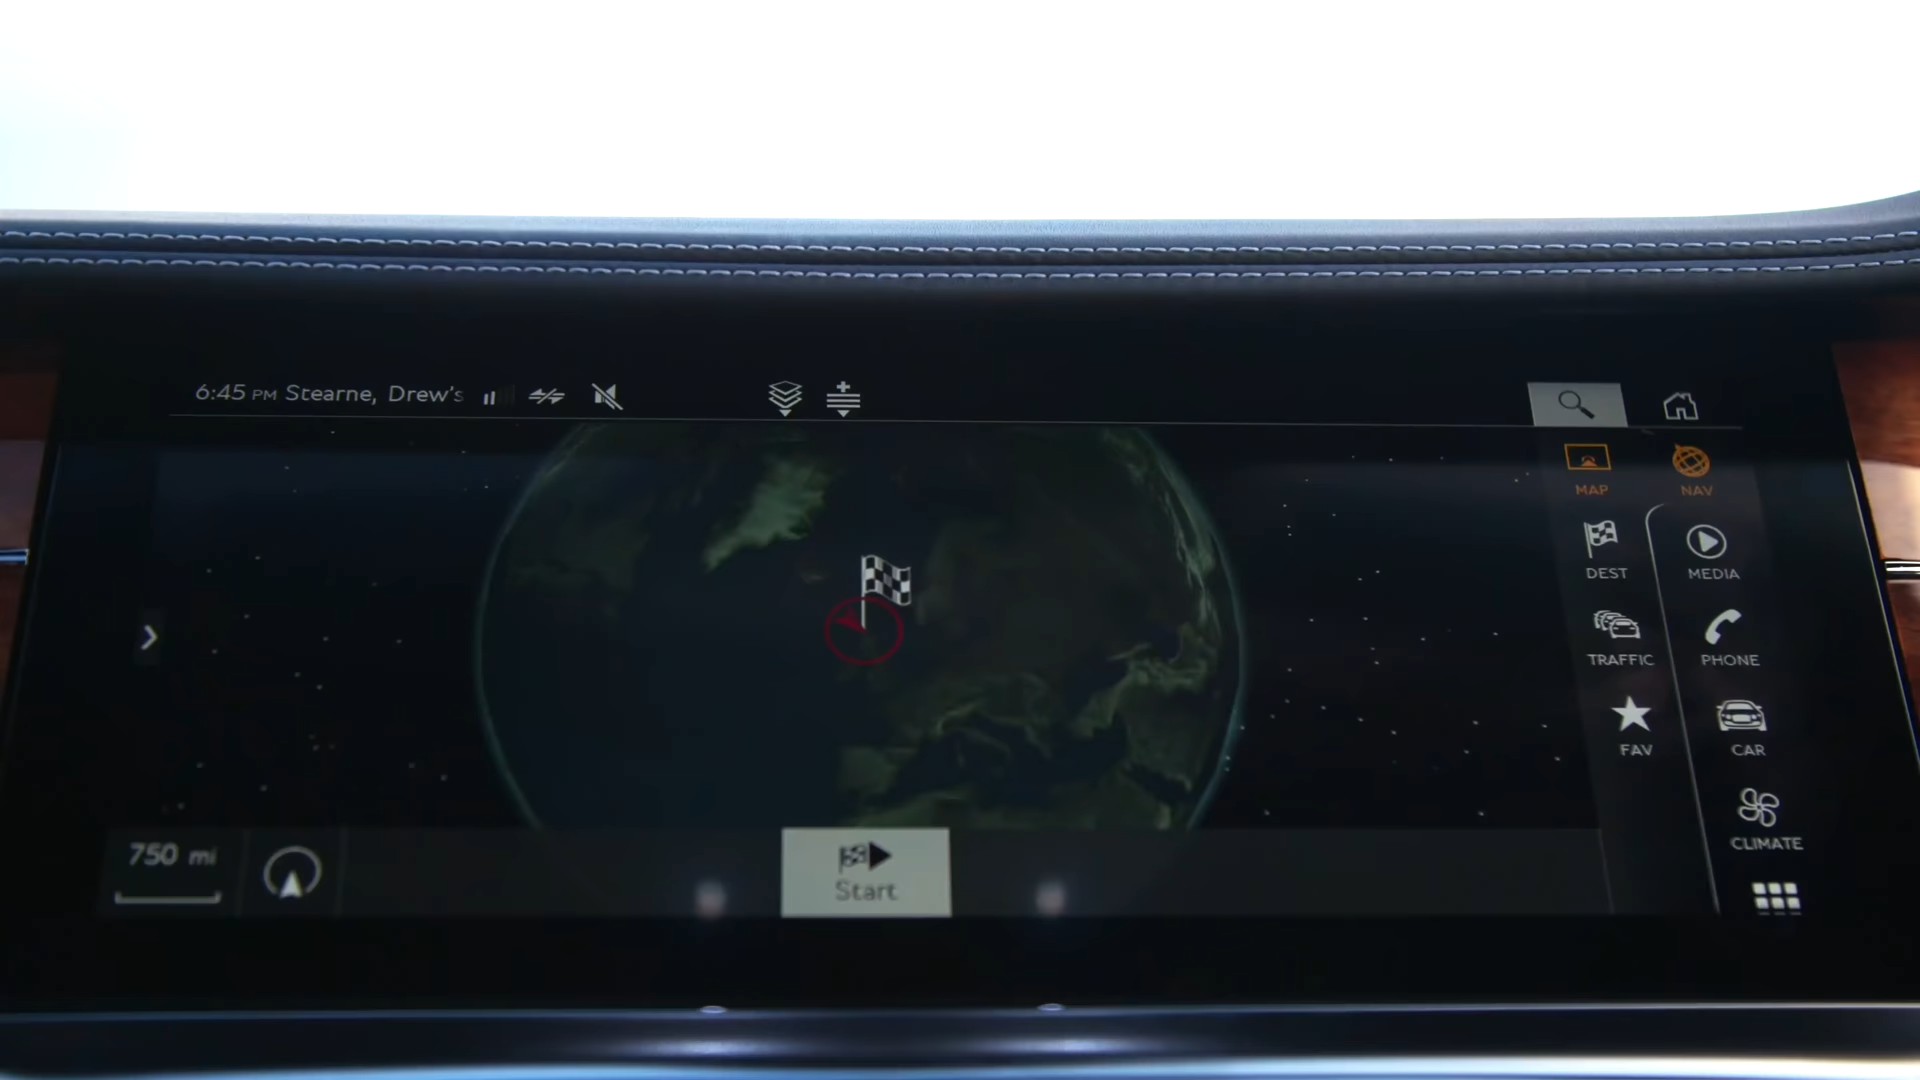 6:45 PM Stearne, Drew's
MAP
NAV
DEST
MEDIA
TRAFFIC
PHONE
FAV
CAR
750 mi
Start
CLIMATE